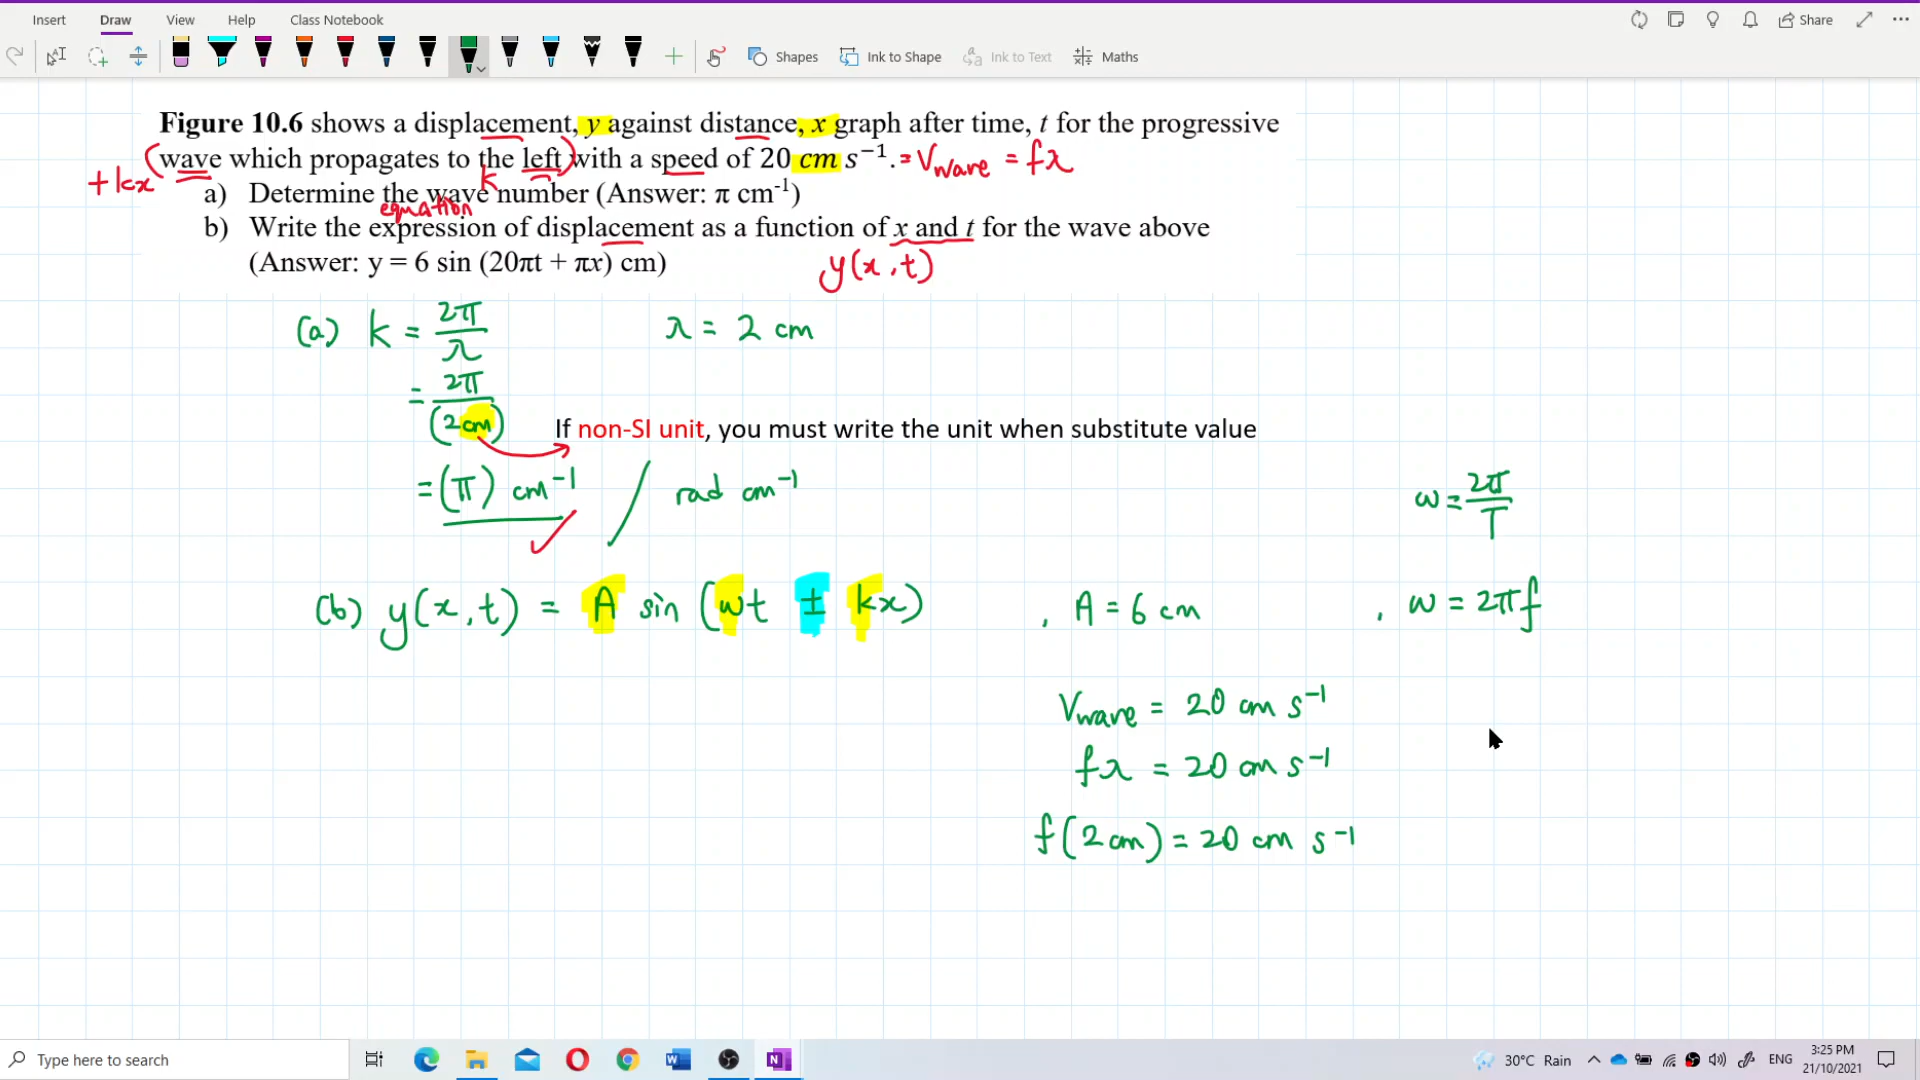 Insert Draw View Help Class Notebook Share
Shapes Ink to Shape Ink to Text Maths
Figure 10.6 shows a displacement, y against distance, x graph after time, t for the progressive
wave which propagates to the left with a speed of 20 cm s⁻¹. = Vwave = fλ
+kx
k
a) Determine the wave number (Answer: π cm⁻¹)
equation
b) Write the expression of displacement as a function of x and t for the wave above
(Answer: y = 6 sin (20πt + πx) cm) y(x,t)
(a) k = 2π/λ λ = 2 cm
= 2π/(2cm)
If non-SI unit, you must write the unit when substitute value
= (π) cm⁻¹ / rad cm⁻¹
ω = 2π/T
(b) y(x,t) = A sin (ωt ± kx) , A = 6 cm , ω = 2πf
Vwave = 20 cm s⁻¹
fλ = 20 cm s⁻¹
f(2cm) = 20 cm s⁻¹
Type here to search 30°C Rain ENG 3:25 PM
21/10/2021